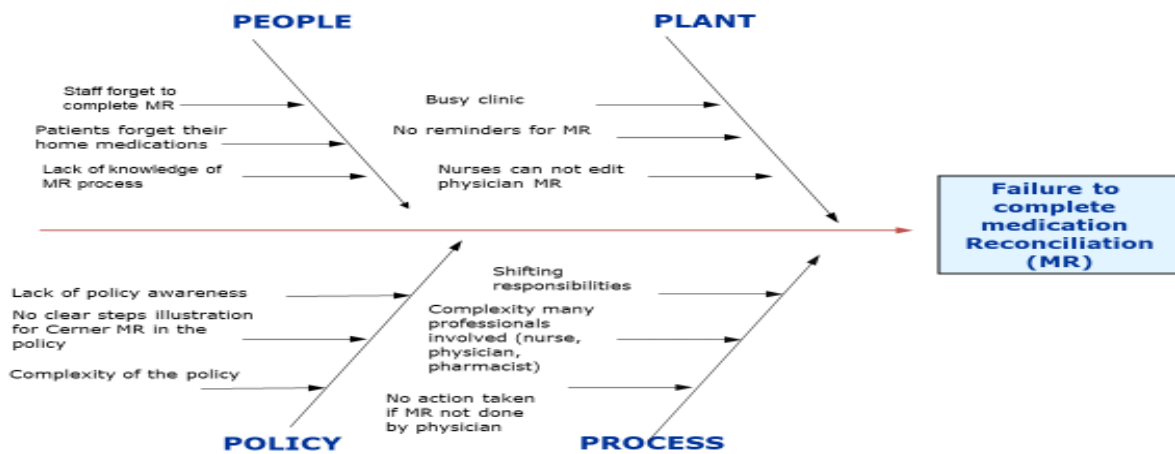 PEOPLE
PLANT
Staff forget to
complete MR
Patients forget their
home medications
Lack of knowledge of
MR process
Busy clinic
No reminders for MR
Nurses can not edit
physician MR
Failure to
complete
medication
Reconciliation
(MR)
Lack of policy awareness
No clear steps illustration
for Cerner MR in the
policy
Complexity of the policy
Shifting
responsibilities
Complexity many
professionals
involved (nurse,
physician,
pharmacist)
No action taken
if MR not done
by physician
POLICY
PROCESS